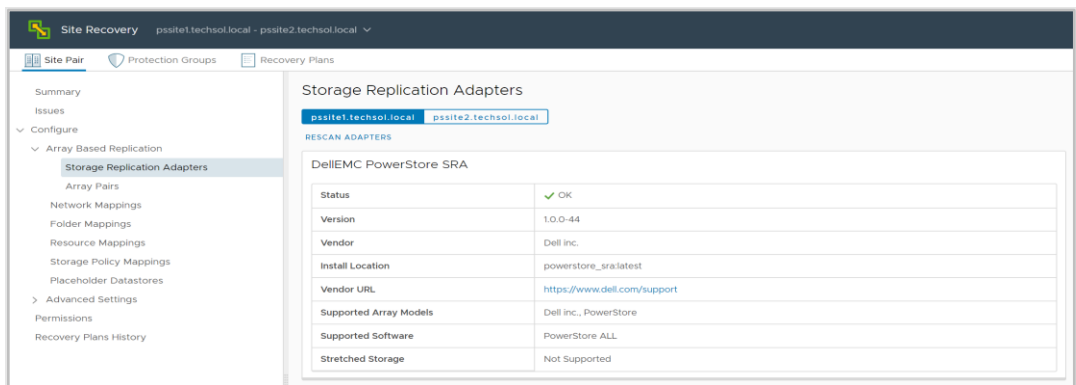 Site Recovery pssite1.techsol.local - pssite2.techsol.local
Site Pair Protection Groups Recovery Plans
Summary
Issues
Configure
Array Based Replication
Storage Replication Adapters
Array Pairs
Network Mappings
Folder Mappings
Resource Mappings
Storage Policy Mappings
Placeholder Datastores
Advanced Settings
Permissions
Recovery Plans History
Storage Replication Adapters
pssite1.techsol.local pssite2.techsol.local
RESCAN ADAPTERS
DellEMC PowerStore SRA
Status OK
Version 1.0.0-44
Vendor Dell inc.
Install Location powerstore_sra:latest
Vendor URL https://www.dell.com/support
Supported Array Models Dell inc., PowerStore
Supported Software PowerStore ALL
Stretched Storage Not Supported